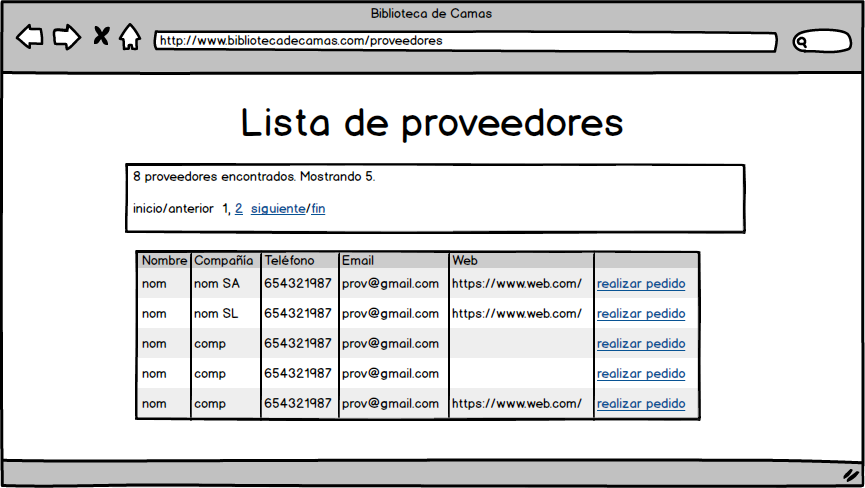 Biblioteca de Camas
http://www.bibliotecadecamas.com/proveedores
Lista de proveedores
8 proveedores encontrados. Mostrando 5.
inicio/anterior 1, 2 siguiente/fin
Nombre Compañía Teléfono Email Web
nom nom SA 654321987 prov@gmail.com https://www.web.com/ realizar pedido
nom nom SL 654321987 prov@gmail.com https://www.web.com/ realizar pedido
nom comp 654321987 prov@gmail.com realizar pedido
nom comp 654321987 prov@gmail.com realizar pedido
nom comp 654321987 prov@gmail.com https://www.web.com/ realizar pedido